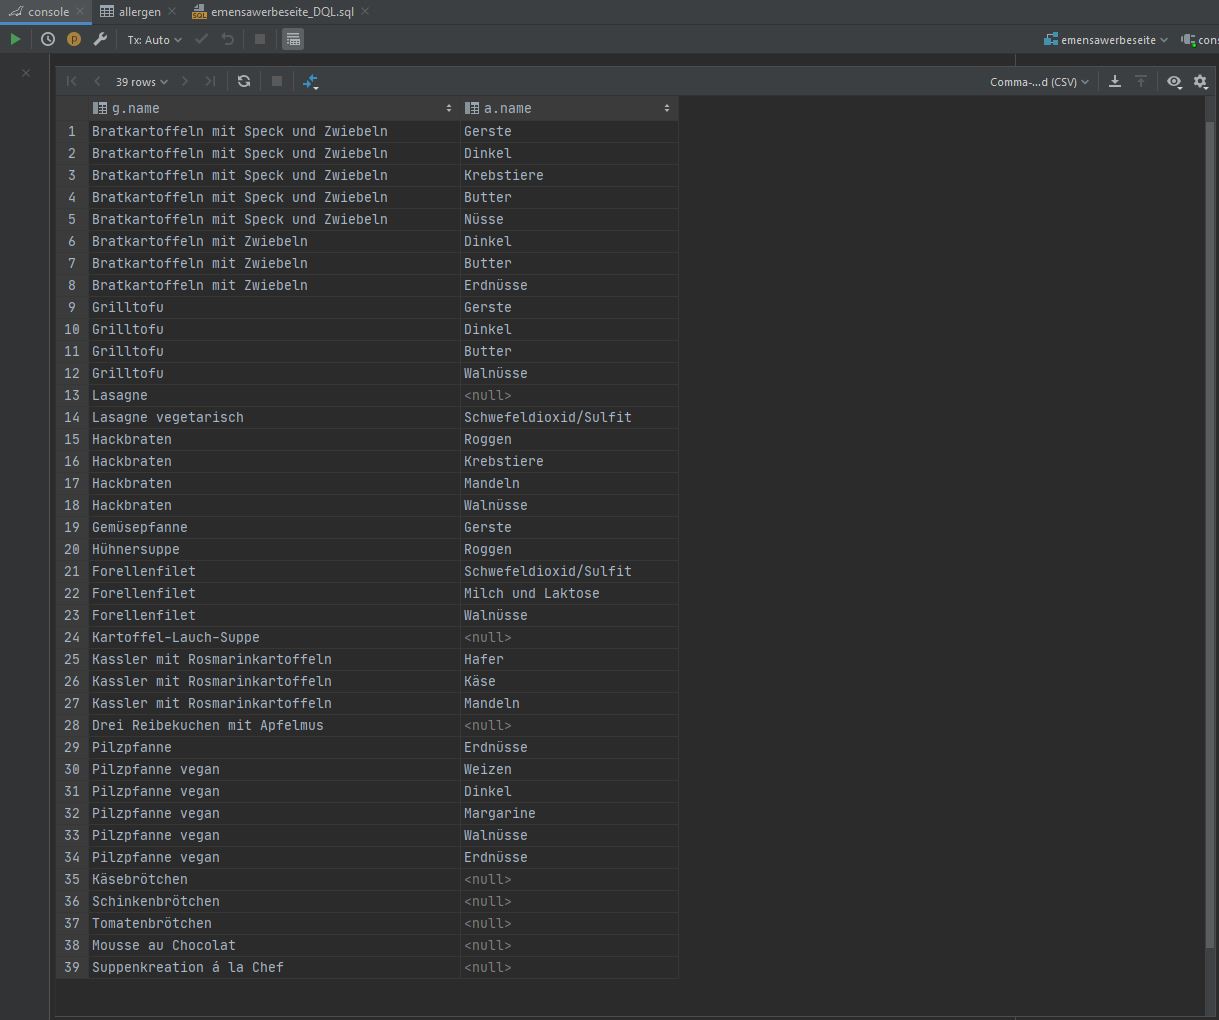 console allergen emensawerbeseite_DQL.sql
Tx: Auto emensawerbeseite cons
39 rows Comma-...d (CSV)
g.name a.name
1 Bratkartoffeln mit Speck und Zwiebeln Gerste
2 Bratkartoffeln mit Speck und Zwiebeln Dinkel
3 Bratkartoffeln mit Speck und Zwiebeln Krebstiere
4 Bratkartoffeln mit Speck und Zwiebeln Butter
5 Bratkartoffeln mit Speck und Zwiebeln Nüsse
6 Bratkartoffeln mit Zwiebeln Dinkel
7 Bratkartoffeln mit Zwiebeln Butter
8 Bratkartoffeln mit Zwiebeln Erdnüsse
9 Grilltofu Gerste
10 Grilltofu Dinkel
11 Grilltofu Butter
12 Grilltofu Walnüsse
13 Lasagne <null>
14 Lasagne vegetarisch Schwefeldioxid/Sulfit
15 Hackbraten Roggen
16 Hackbraten Krebstiere
17 Hackbraten Mandeln
18 Hackbraten Walnüsse
19 Gemüsepfanne Gerste
20 Hühnersuppe Roggen
21 Forellenfilet Schwefeldioxid/Sulfit
22 Forellenfilet Milch und Laktose
23 Forellenfilet Walnüsse
24 Kartoffel-Lauch-Suppe <null>
25 Kassler mit Rosmarinkartoffeln Hafer
26 Kassler mit Rosmarinkartoffeln Käse
27 Kassler mit Rosmarinkartoffeln Mandeln
28 Drei Reibekuchen mit Apfelmus <null>
29 Pilzpfanne Erdnüsse
30 Pilzpfanne vegan Weizen
31 Pilzpfanne vegan Dinkel
32 Pilzpfanne vegan Margarine
33 Pilzpfanne vegan Walnüsse
34 Pilzpfanne vegan Erdnüsse
35 Käsebrötchen <null>
36 Schinkenbrötchen <null>
37 Tomatenbrötchen <null>
38 Mousse au Chocolat <null>
39 Suppenkreation á la Chef <null>